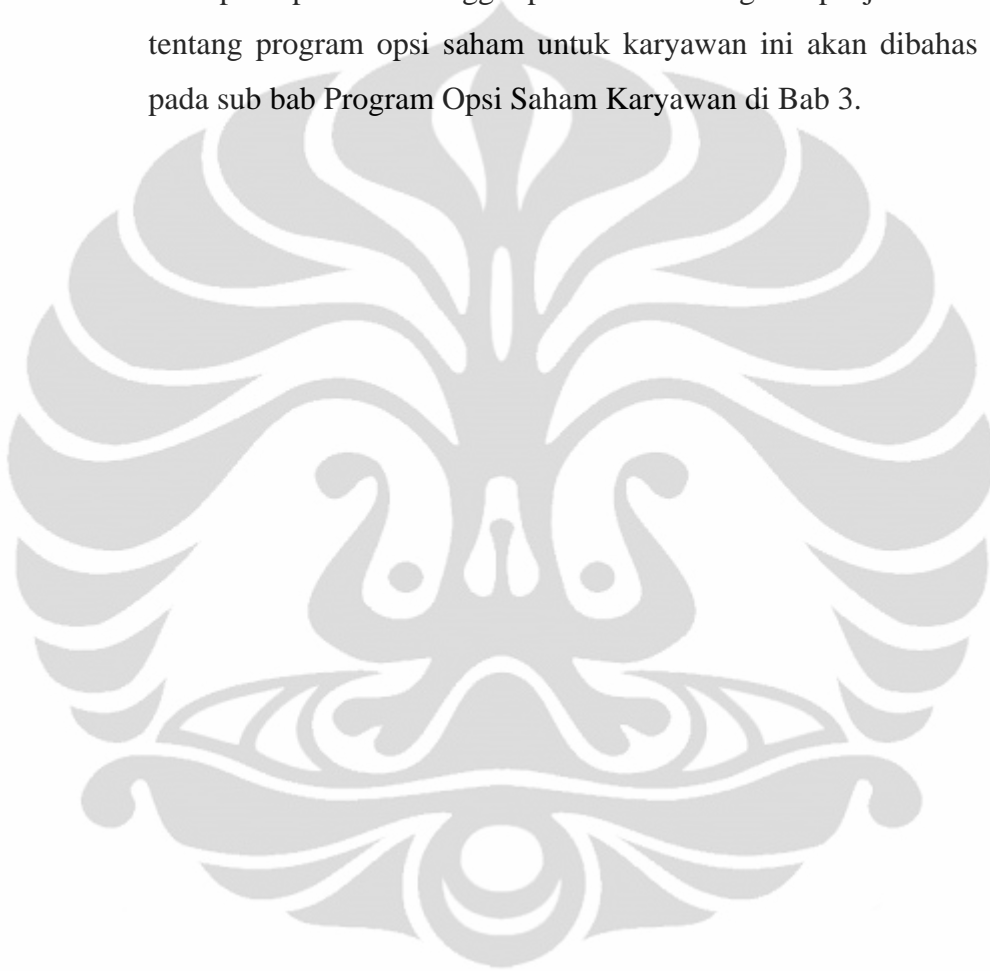 tentang program opsi saham untuk karyawan ini akan dibahas
pada sub bab Program Opsi Saham Karyawan di Bab 3.